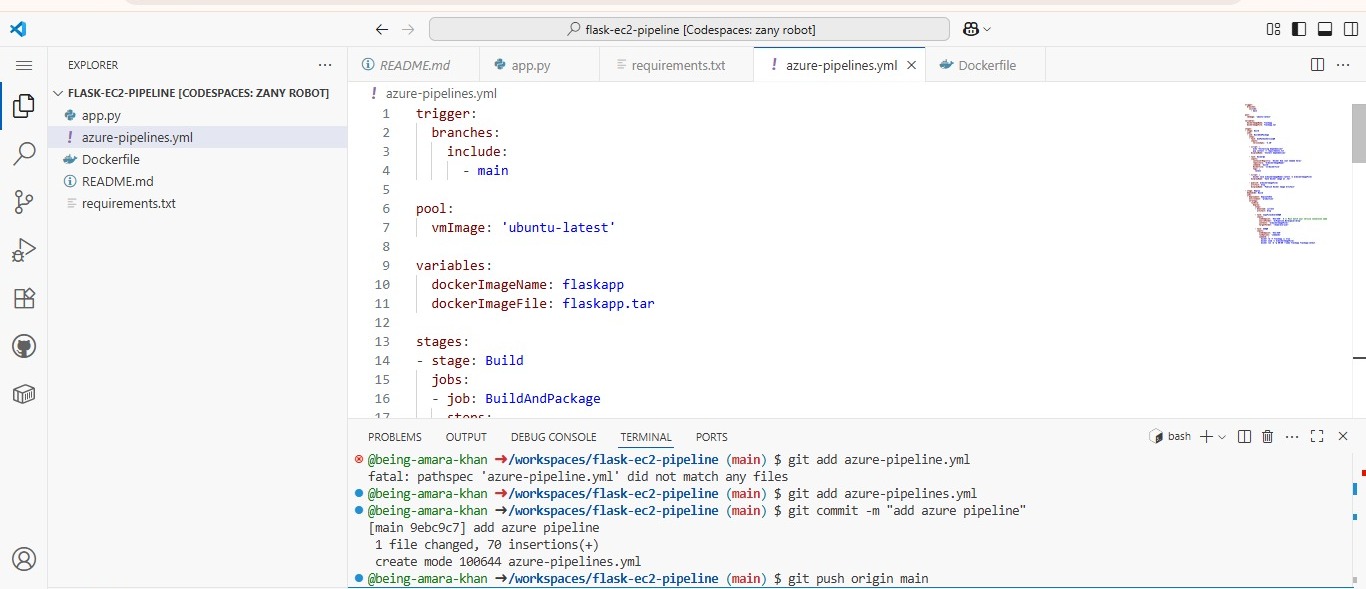 flask-ec2-pipeline [Codespaces: zany robot]
EXPLORER
FLASK-EC2-PIPELINE [CODESPACES: ZANY ROBOT]
app.py
! azure-pipelines.yml
Dockerfile
README.md
requirements.txt
README.md
app.py
requirements.txt
! azure-pipelines.yml
Dockerfile
! azure-pipelines.yml
1 trigger:
2 branches:
3 include:
4 - main
5
6 pool:
7 vmImage: 'ubuntu-latest'
8
9 variables:
10 dockerImageName: flaskapp
11 dockerImageFile: flaskapp.tar
12
13 stages:
14 - stage: Build
15 jobs:
16 - job: BuildAndPackage
17 steps:
PROBLEMS OUTPUT DEBUG CONSOLE TERMINAL PORTS
bash
@being-amara-khan ➜/workspaces/flask-ec2-pipeline (main) $ git add azure-pipeline.yml
fatal: pathspec 'azure-pipeline.yml' did not match any files
@being-amara-khan ➜/workspaces/flask-ec2-pipeline (main) $ git add azure-pipelines.yml
@being-amara-khan ➜/workspaces/flask-ec2-pipeline (main) $ git commit -m "add azure pipeline"
[main 9ebc9c7] add azure pipeline
1 file changed, 70 insertions(+)
create mode 100644 azure-pipelines.yml
@being-amara-khan ➜/workspaces/flask-ec2-pipeline (main) $ git push origin main